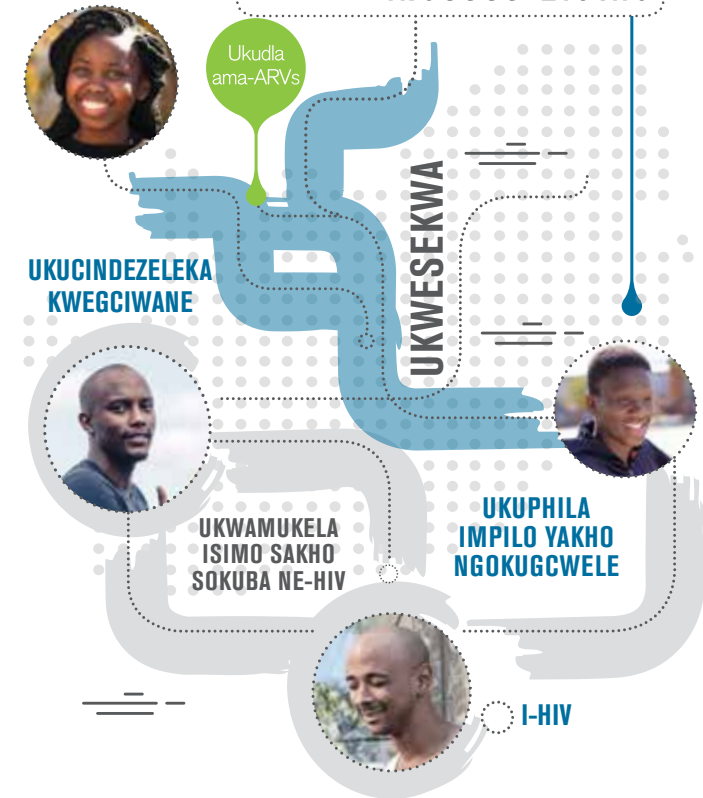 Ukudla
ama-ARVs
UKWESEKWA
UKUCINDEZELEKA
KWEGCIWANE
UKWAMUKELA
ISIMO SAKHO
SOKUBA NE-HIV
UKUPHILA
IMPILO YAKHO
NGOKUGCWELE
I-HIV